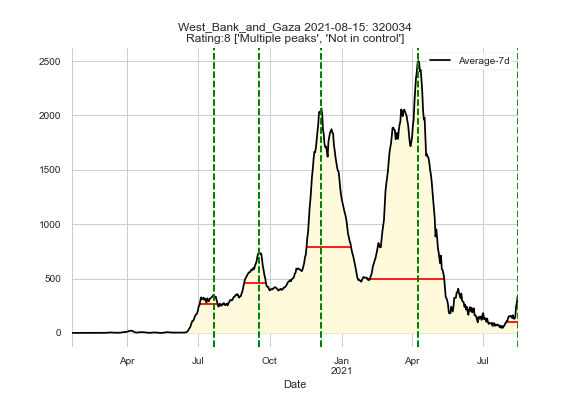 West_Bank_and_Gaza 2021-08-15: 320034
Rating:8 ['Multiple peaks', 'Not in control']
Average-7d
2500
2000
1500
1000
500
0
Apr Jul Oct Jan Apr Jul
2021
Date